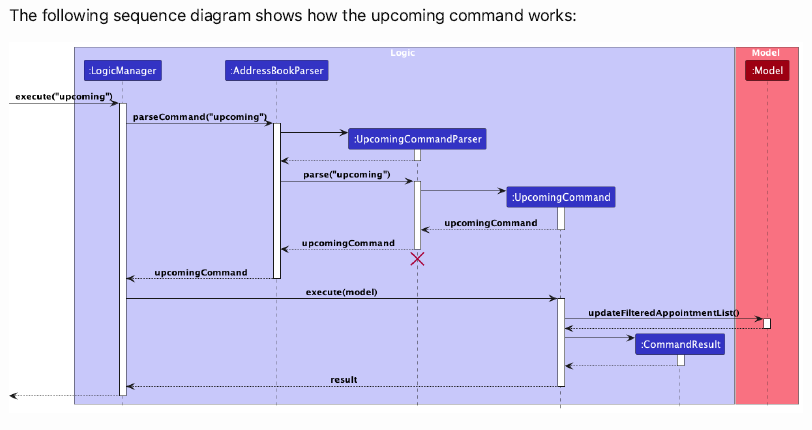 The following sequence diagram shows how the upcoming command works:
Logic
Model
:LogicManager
:AddressBookParser
:Model
execute("upcoming")
parseCommand("upcoming")
:UpcomingCommandParser
parse("upcoming")
:UpcomingCommand
upcomingCommand
upcomingCommand
upcomingCommand
execute(model)
updateFilteredAppointmentList()
:CommandResult
result